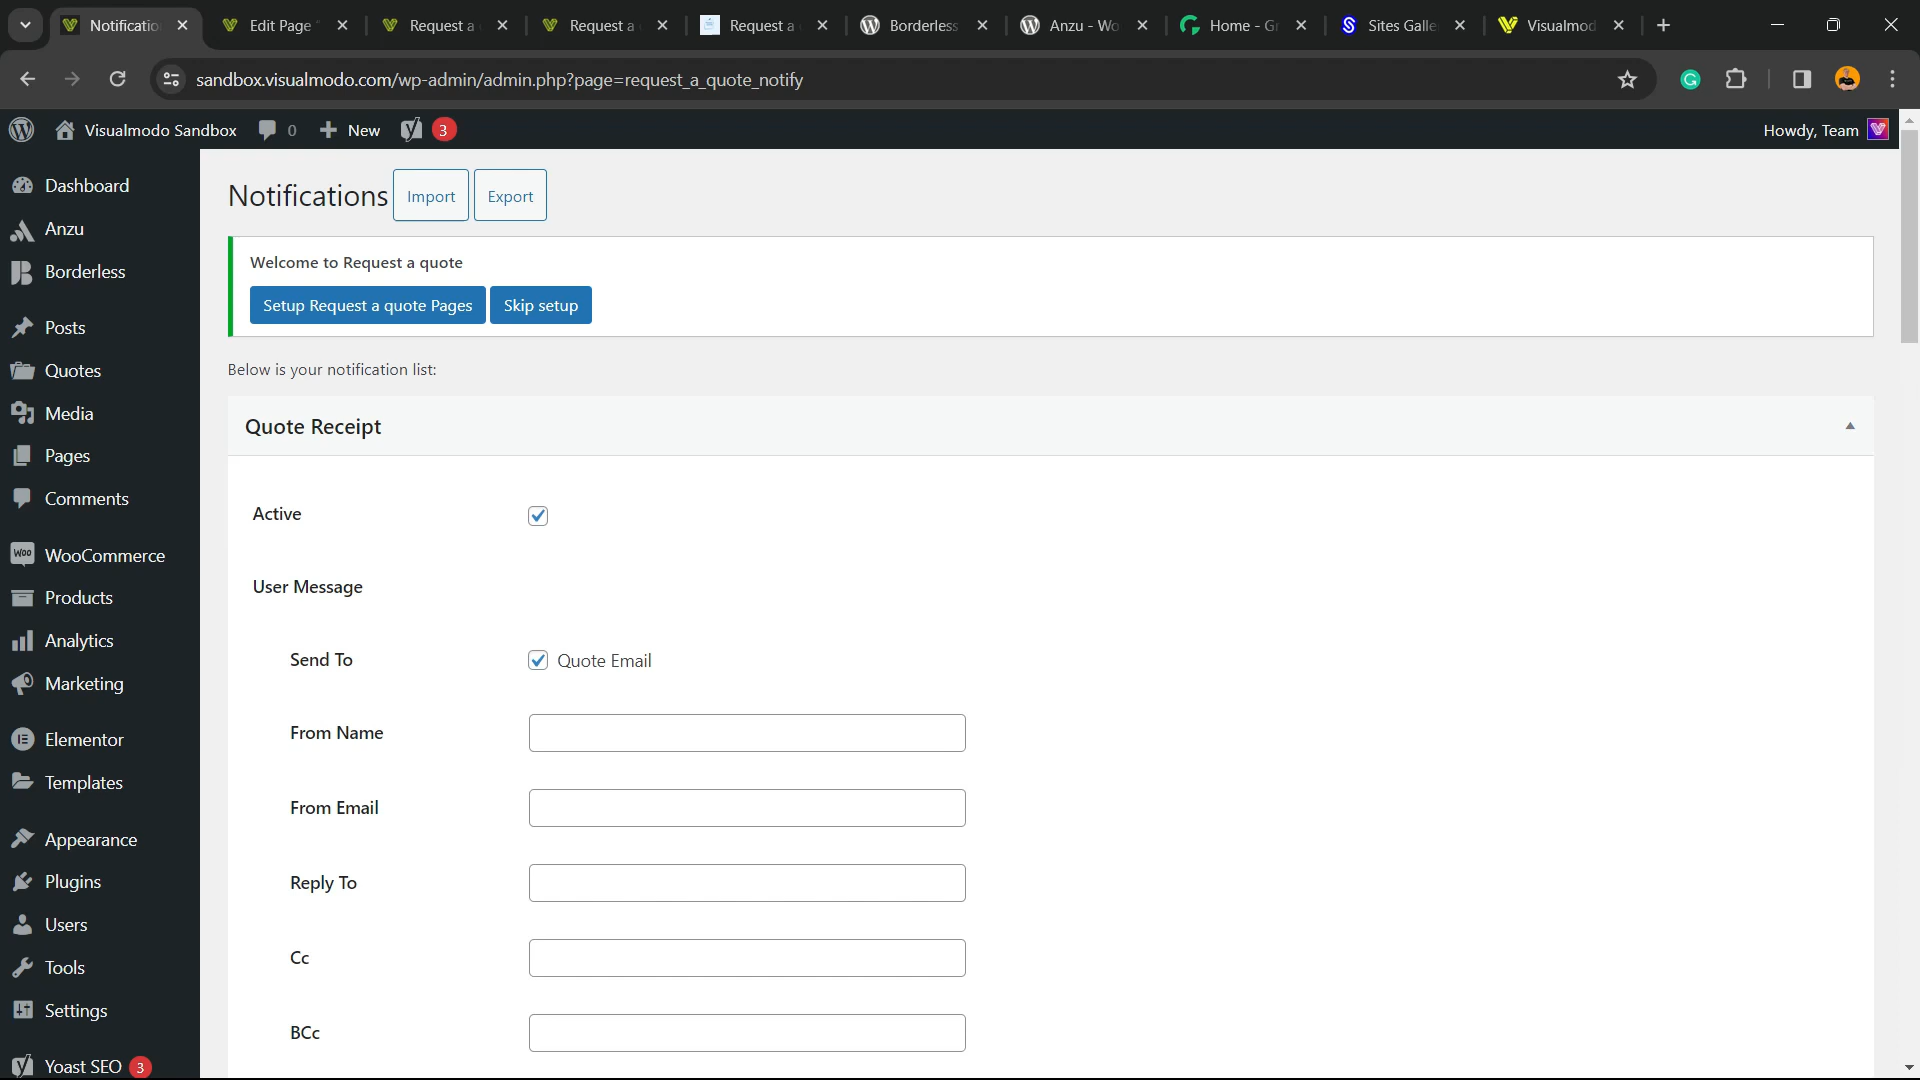 Notificatio
Edit Page
Request a
Request a
Request a
Borderless
Anzu - Wo
Home - Gr
Sites Galle
Visualmod
sandbox.visualmodo.com/wp-admin/admin.php?page=request_a_quote_notify
Visualmodo Sandbox
0
New
3
Howdy, Team
Dashboard
Anzu
Borderless
Posts
Quotes
Media
Pages
Comments
WooCommerce
Products
Analytics
Marketing
Elementor
Templates
Appearance
Plugins
Users
Tools
Settings
Yoast SEO 3
Notifications Import Export
Welcome to Request a quote
Setup Request a quote Pages Skip setup
Below is your notification list:
Quote Receipt
Active
User Message
Send To Quote Email
From Name
From Email
Reply To
Cc
BCc